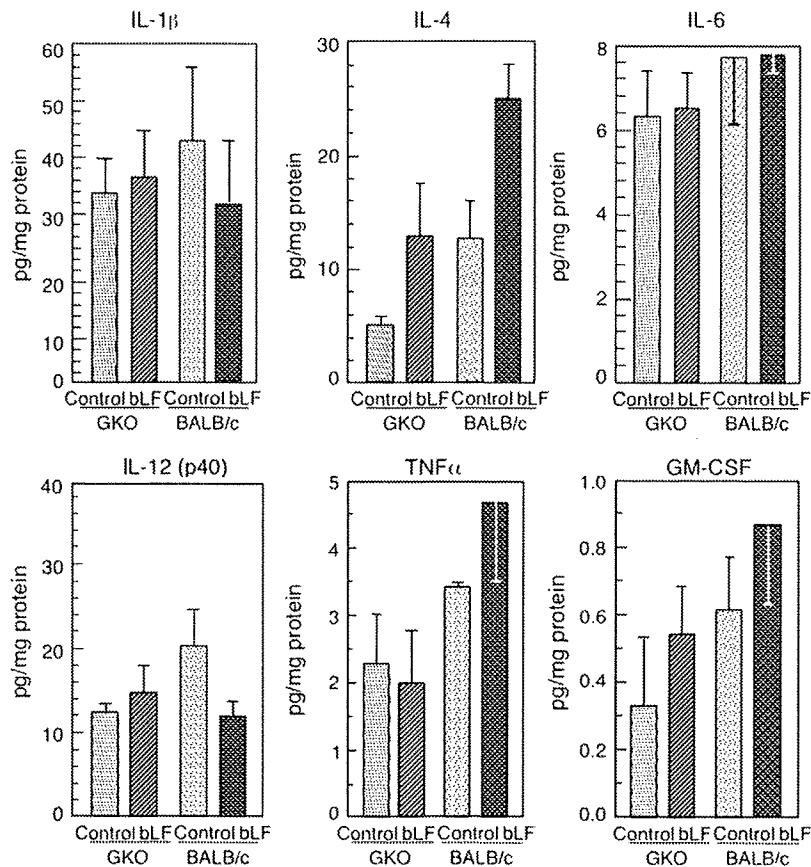 IL-1β
60
50
40
30
20
10
0
pg/mg protein
Control bLF Control bLF
GKO BALB/c
IL-4
30
20
10
0
pg/mg protein
Control bLF Control bLF
GKO BALB/c
IL-6
8
6
4
2
0
pg/mg protein
Control bLF Control bLF
GKO BALB/c
IL-12 (p40)
40
30
20
10
0
pg/mg protein
Control bLF Control bLF
GKO BALB/c
TNFα
5
4
3
2
1
0
pg/mg protein
Control bLF Control bLF
GKO BALB/c
GM-CSF
1.0
0.8
0.6
0.4
0.2
0.0
pg/mg protein
Control bLF Control bLF
GKO BALB/c